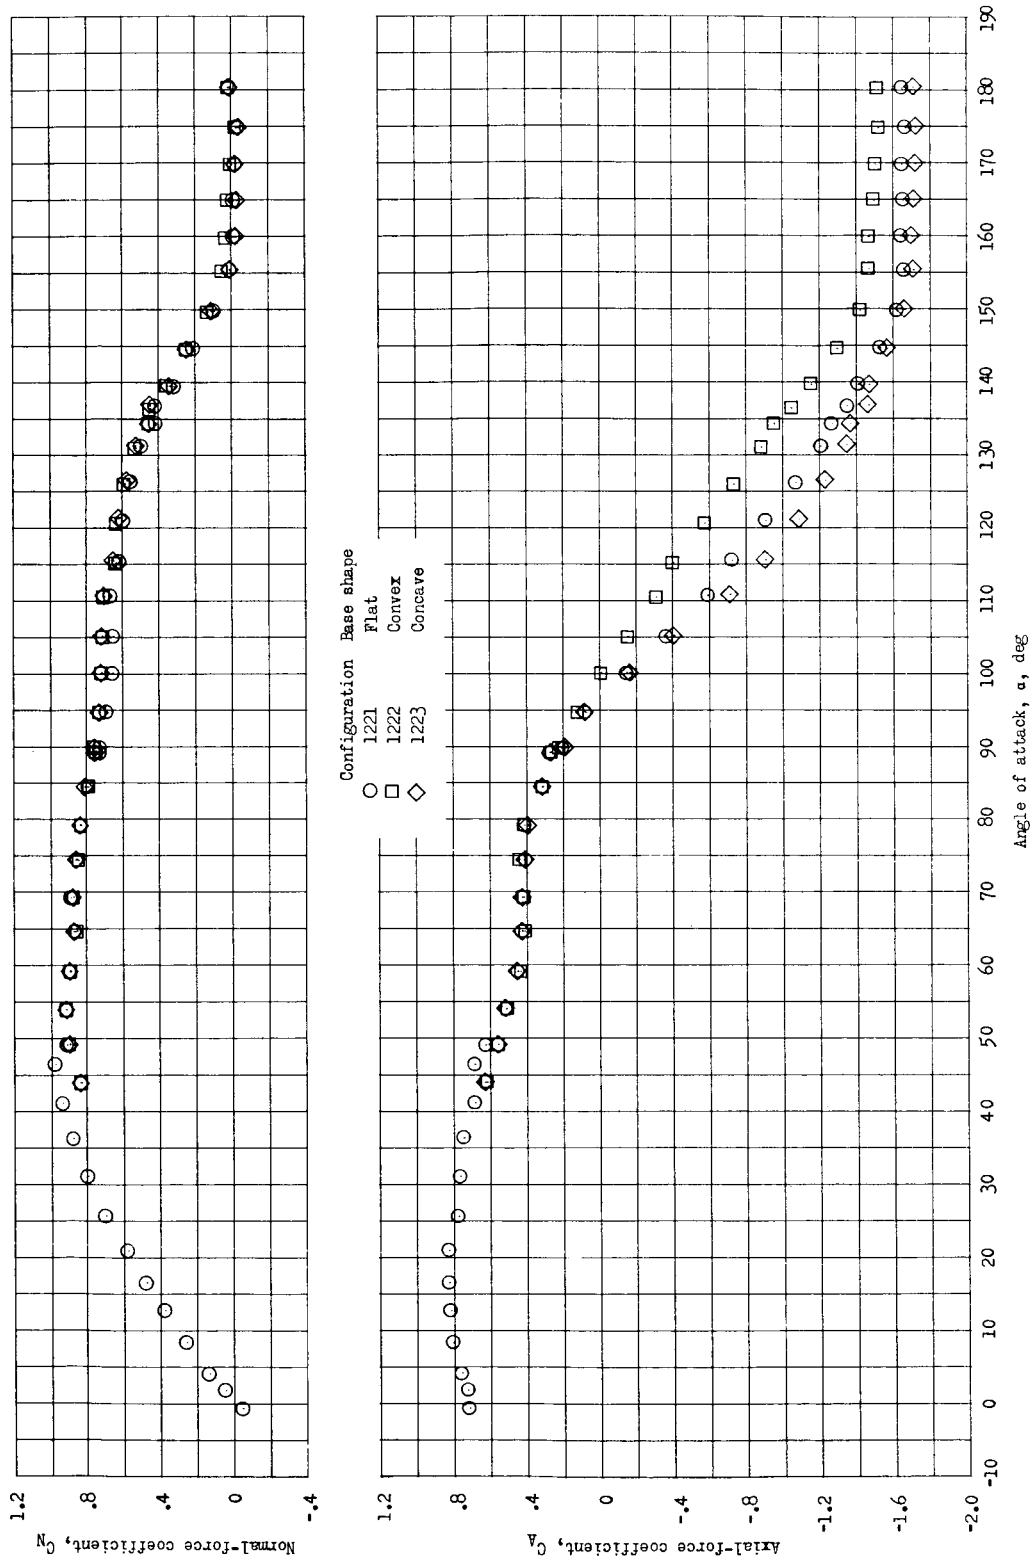 1.2
.8
.4
0
-.4
Normal-force coefficient, C_N
Configuration Base shape
1221 Flat
1222 Convex
1223 Concave
1.2
.8
.4
0
-.4
-.8
-1.2
-1.6
-2.0
Axial-force coefficient, C_A
-10 0 10 20 30 40 50 60 70 80 90 100 110 120 130 140 150 160 170 180 190
Angle of attack, α, deg